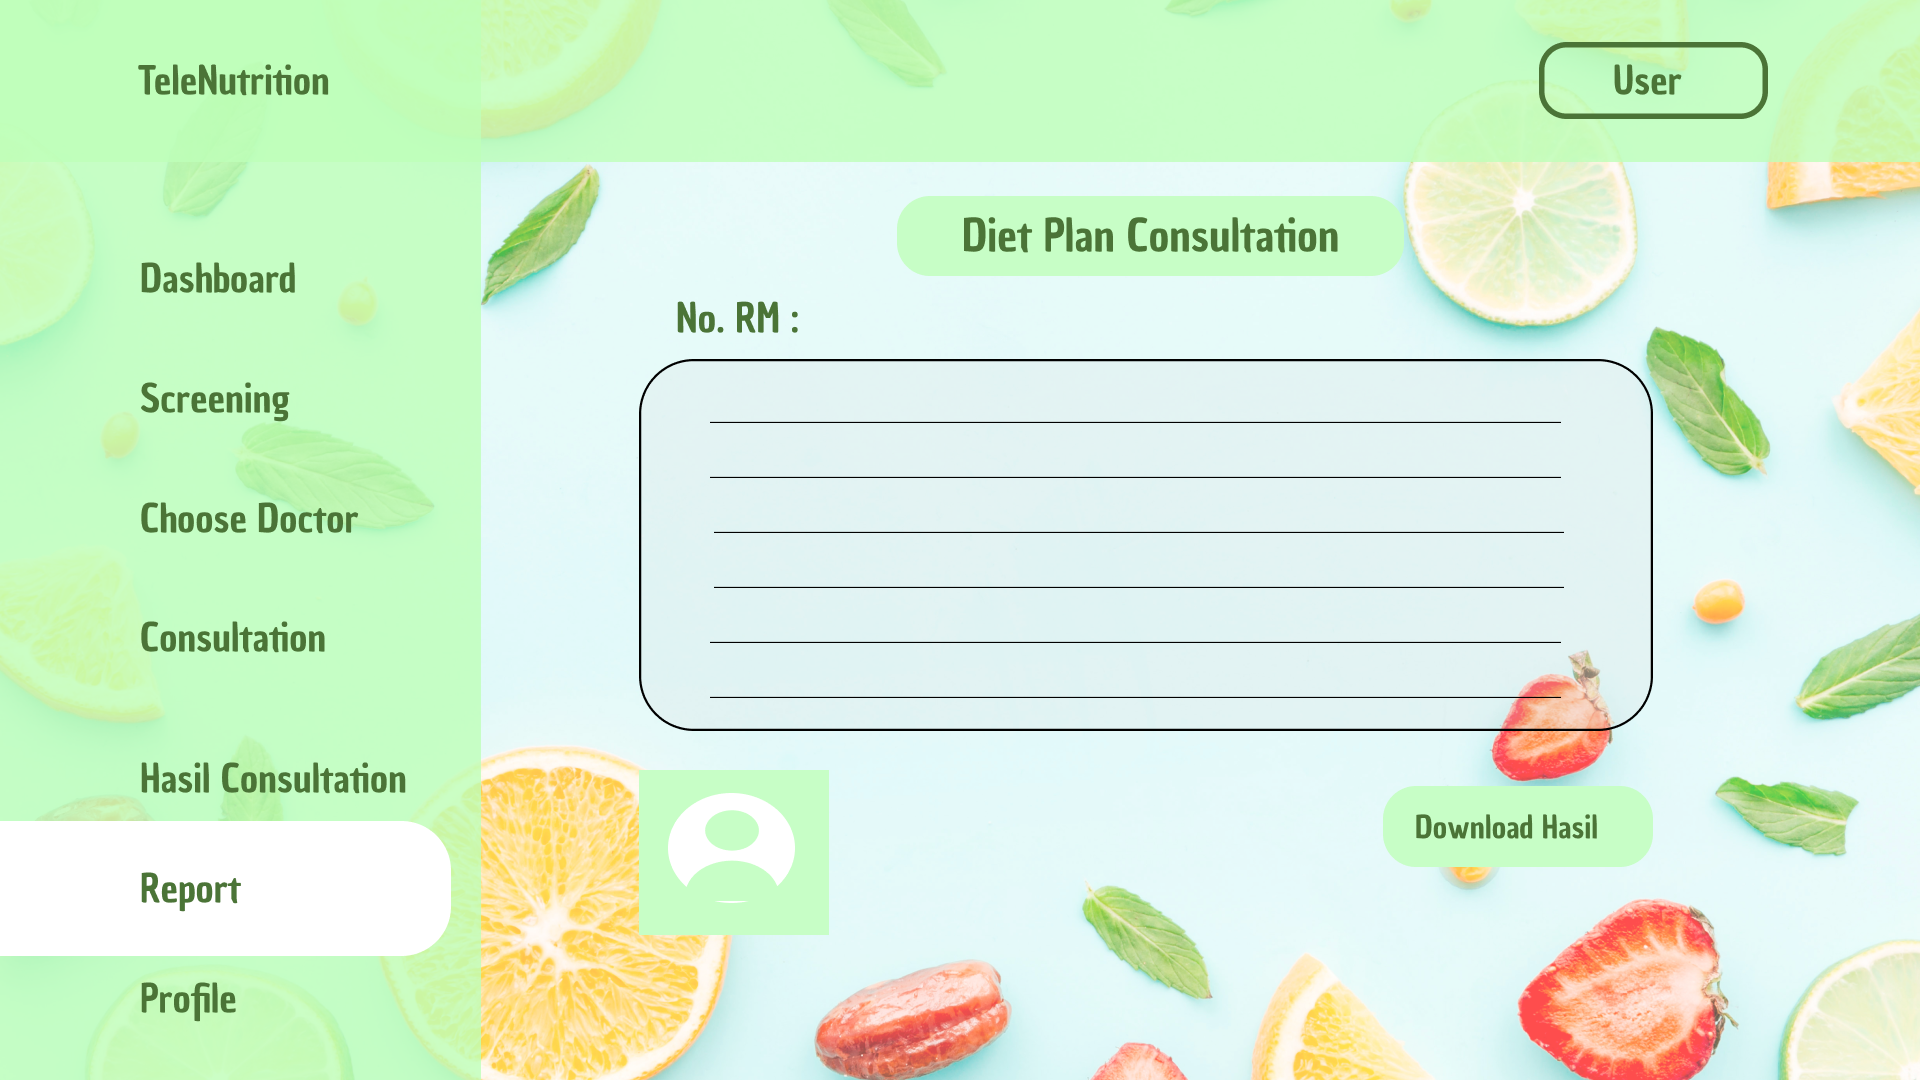 TeleNutrition
User
Dashboard
Screening
Choose Doctor
Consultation
Hasil Consultation
Report
Profile
Diet Plan Consultation
No. RM :
Download Hasil